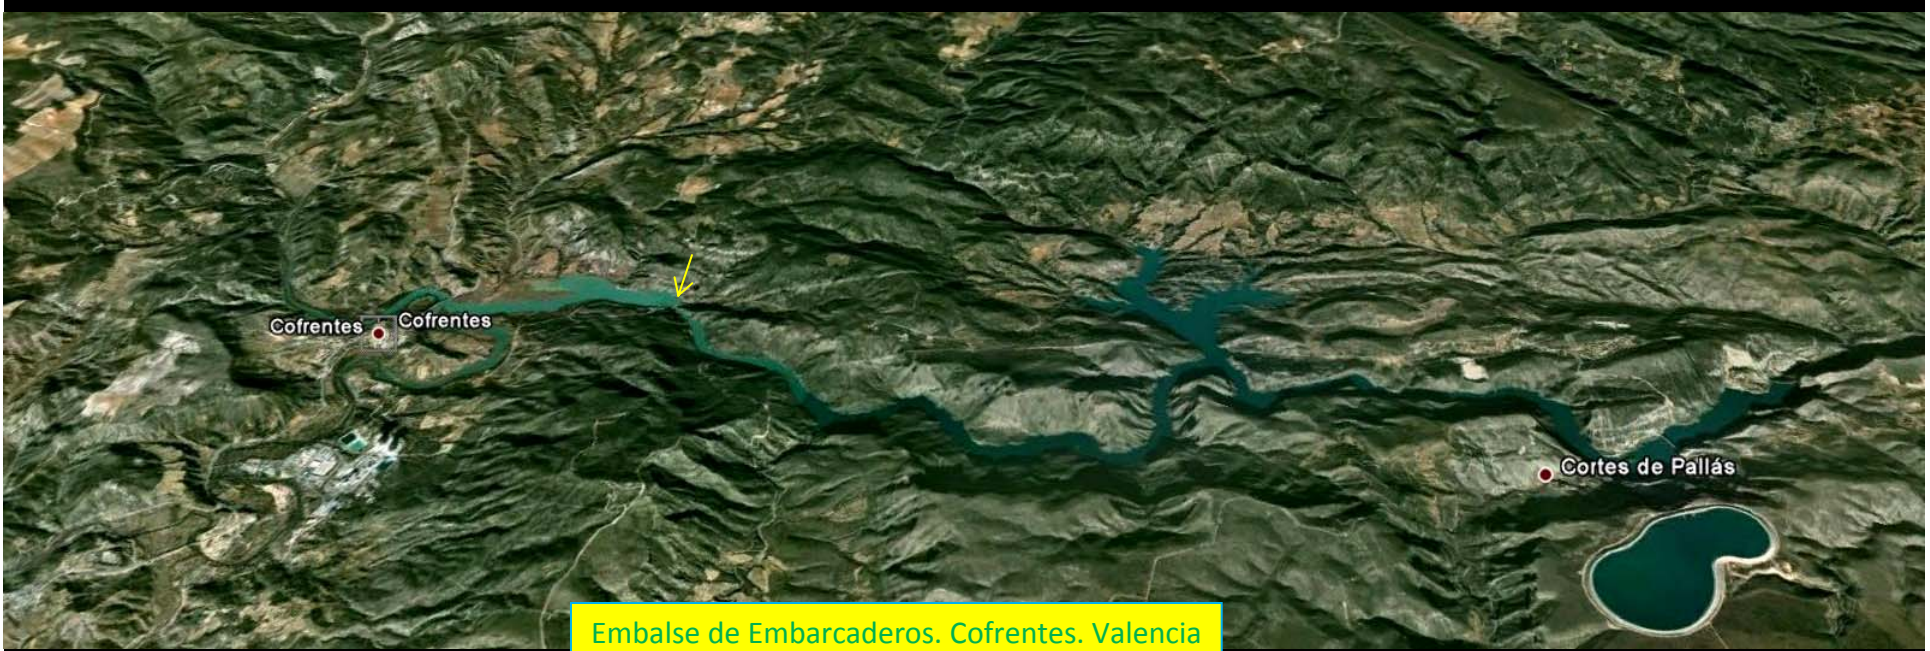 Cofrentes
Cofrentes
Cortes de Pallás
Embalse de Embarcaderos. Cofrentes. Valencia